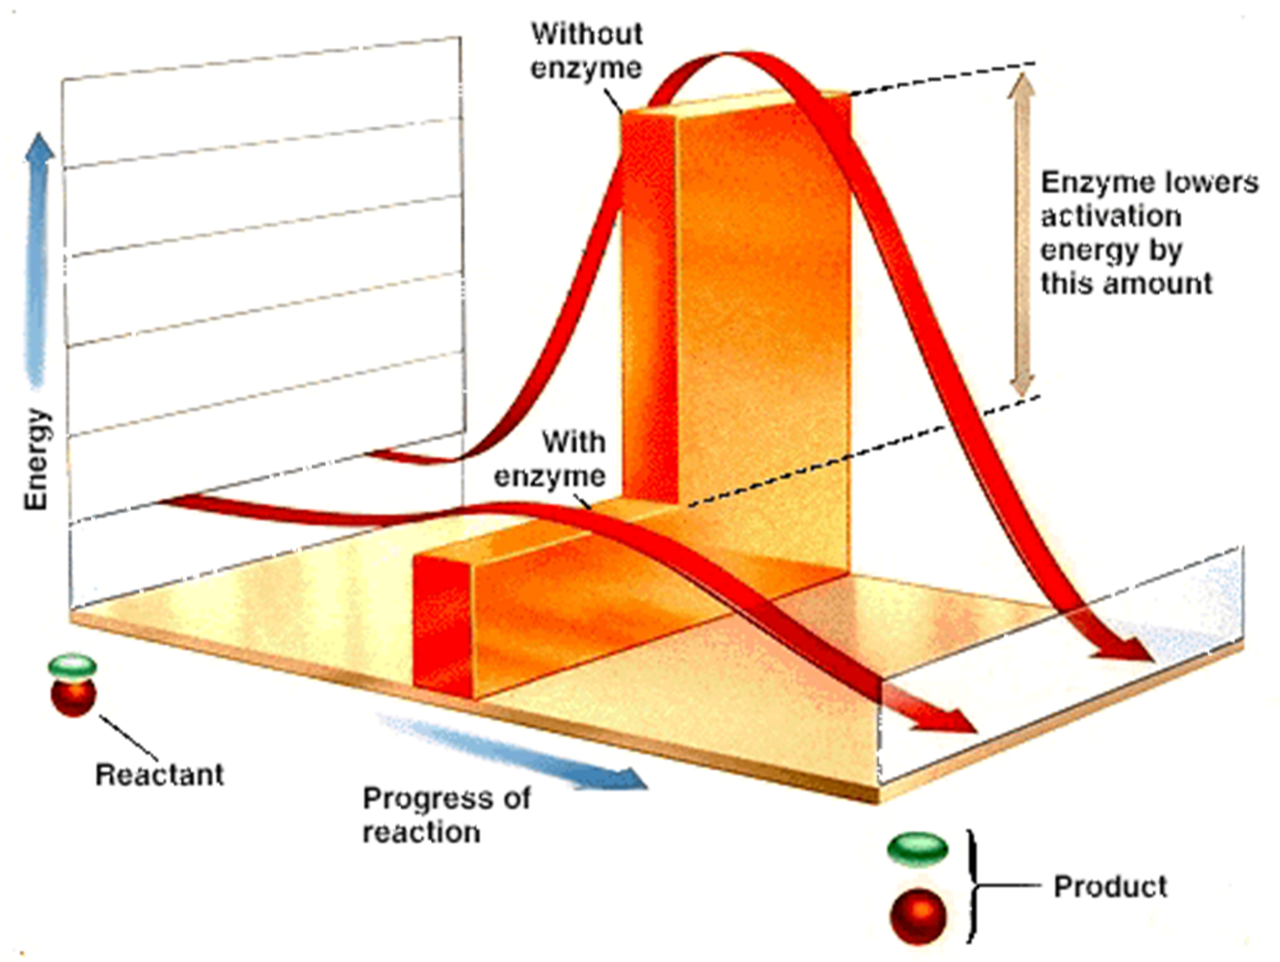 Without
enzyme
Enzyme lowers
activation
energy by
this amount
Energy
With
enzyme
Reactant
Progress of
reaction
Product